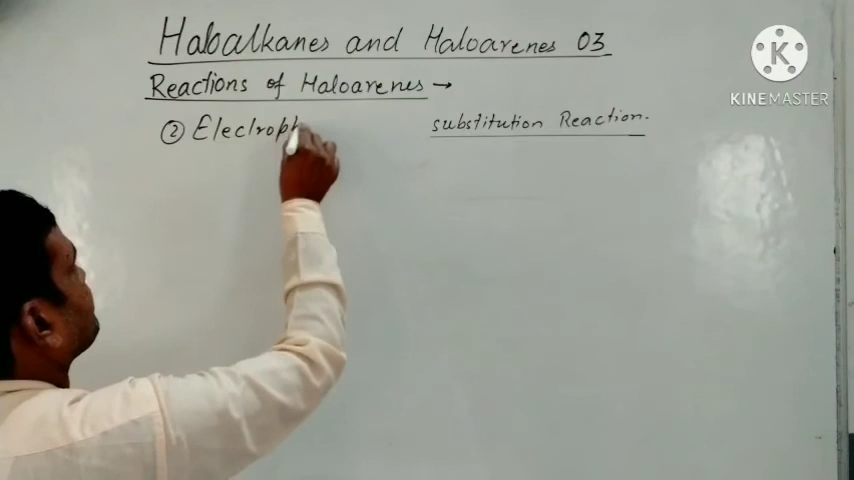 Haloalkanes and Haloarenes 03
Reactions of Haloarenes →
② Electroph substitution Reaction.
KINEMASTER